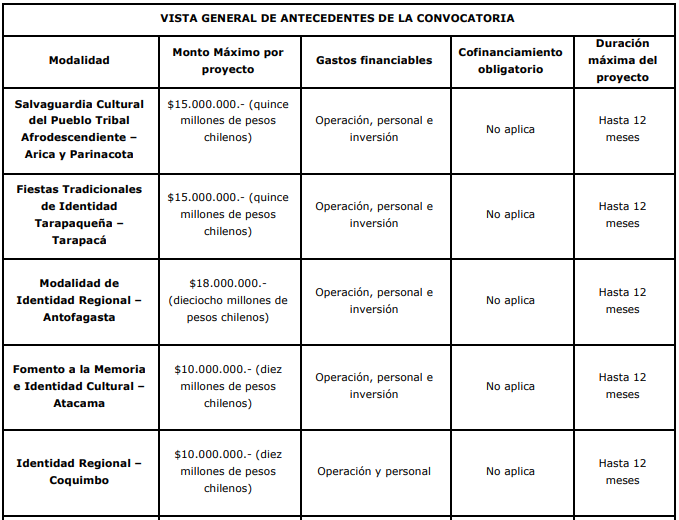 VISTA GENERAL DE ANTECEDENTES DE LA CONVOCATORIA
Modalidad
Monto Máximo por
proyecto
Gastos financiables
Cofinanciamiento
obligatorio
Duración
máxima del
proyecto
Salvaguardia Cultural
del Pueblo Tribal
Afrodescendiente –
Arica y Parinacota
$15.000.000.- (quince
millones de pesos
chilenos)
Operación, personal e
inversión
No aplica
Hasta 12
meses
Fiestas Tradicionales
de Identidad
Tarapaqueña –
Tarapacá
$15.000.000.- (quince
millones de pesos
chilenos)
Operación, personal e
inversión
No aplica
Hasta 12
meses
Modalidad de
Identidad Regional –
Antofagasta
$18.000.000.-
(dieciocho millones de
pesos chilenos)
Operación, personal e
inversión
No aplica
Hasta 12
meses
Fomento a la Memoria
e Identidad Cultural –
Atacama
$10.000.000.- (diez
millones de pesos
chilenos)
Operación, personal e
inversión
No aplica
Hasta 12
meses
Identidad Regional –
Coquimbo
$10.000.000.- (diez
millones de pesos
chilenos)
Operación y personal
No aplica
Hasta 12
meses